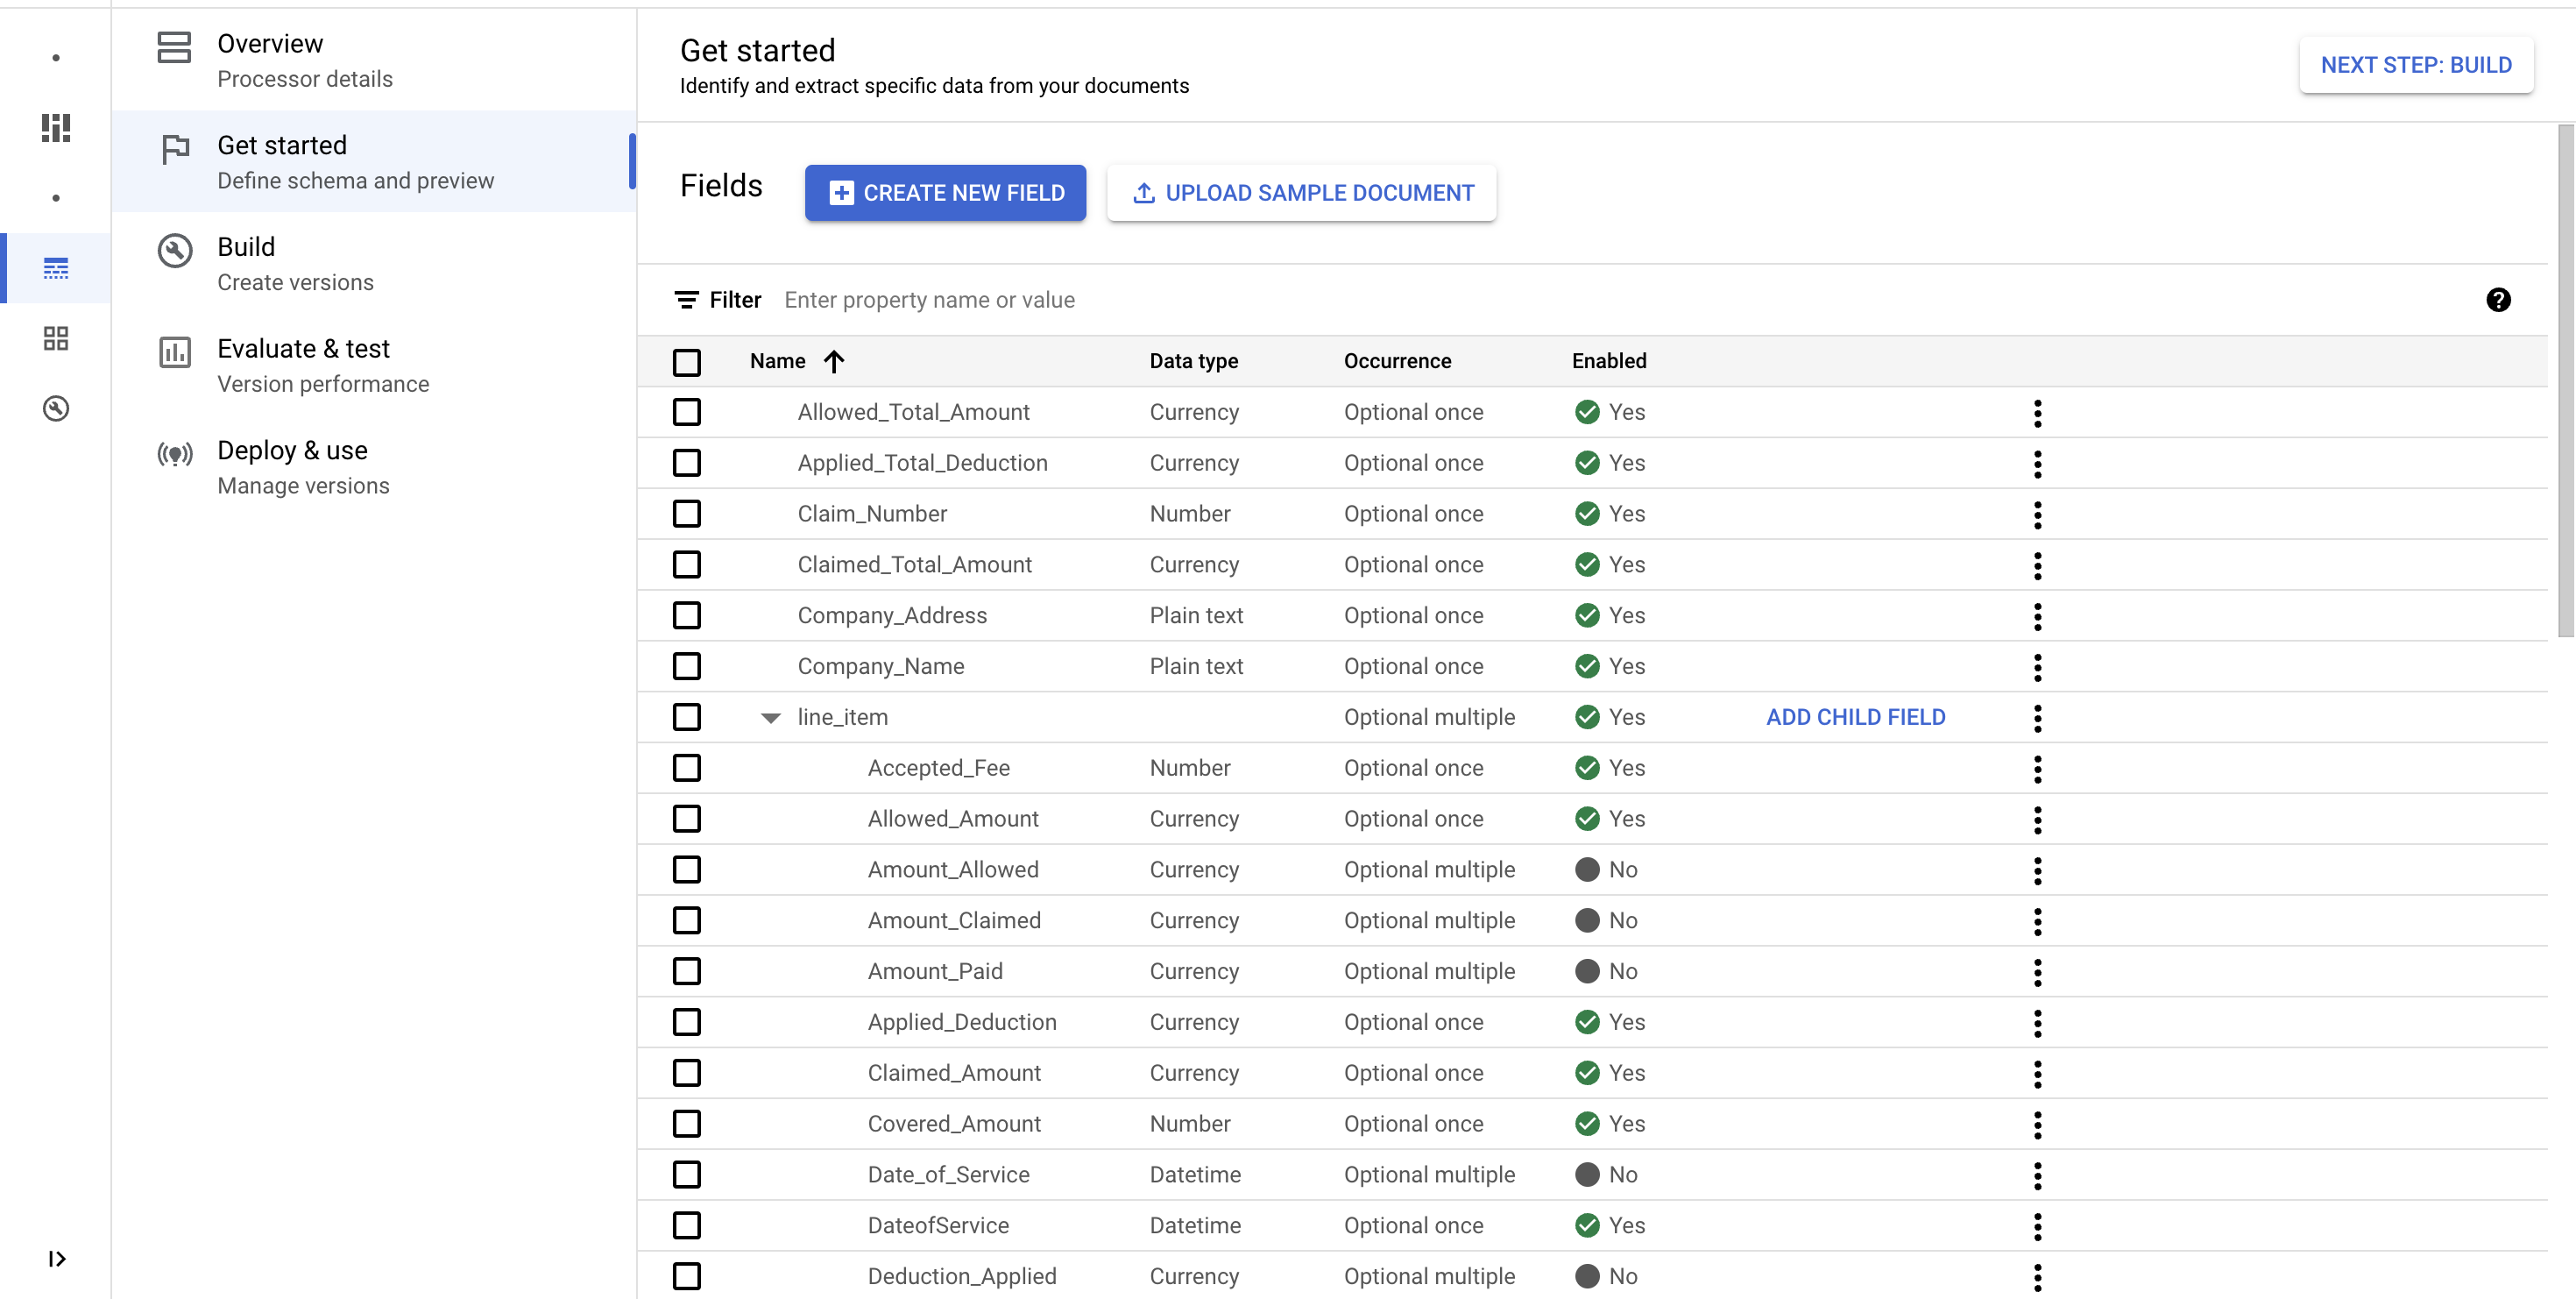 Overview
Processor details
Get started
Define schema and preview
Build
Create versions
Evaluate & test
Version performance
Deploy & use
Manage versions
Get started
Identify and extract specific data from your documents
NEXT STEP: BUILD
Fields
CREATE NEW FIELD
UPLOAD SAMPLE DOCUMENT
Filter Enter property name or value
Name Data type Occurrence Enabled
Allowed_Total_Amount Currency Optional once Yes
Applied_Total_Deduction Currency Optional once Yes
Claim_Number Number Optional once Yes
Claimed_Total_Amount Currency Optional once Yes
Company_Address Plain text Optional once Yes
Company_Name Plain text Optional once Yes
line_item Optional multiple Yes ADD CHILD FIELD
Accepted_Fee Number Optional once Yes
Allowed_Amount Currency Optional once Yes
Amount_Allowed Currency Optional multiple No
Amount_Claimed Currency Optional multiple No
Amount_Paid Currency Optional multiple No
Applied_Deduction Currency Optional once Yes
Claimed_Amount Currency Optional once Yes
Covered_Amount Number Optional once Yes
Date_of_Service Datetime Optional multiple No
DateofService Datetime Optional once Yes
Deduction_Applied Currency Optional multiple No